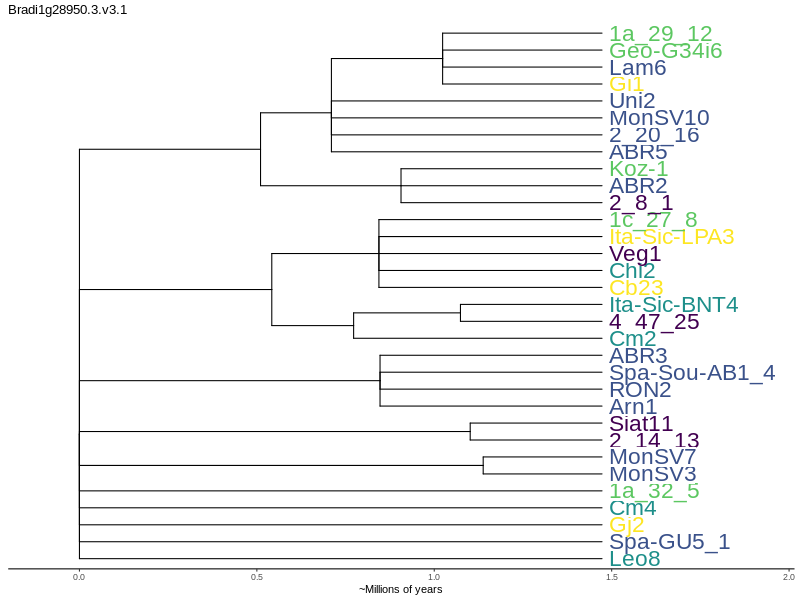 Bradi1g28950.3.v3.1
1a_29_12
Geo-G34i6
Lam6
Gi1
Uni2
MonSV10
2_20_16
ABR5
Koz-1
ABR2
2_8_1
1c_27_8
Ita-Sic-LPA3
Veg1
Chi2
Cb23
Ita-Sic-BNT4
4_47_25
Cm2
ABR3
Spa-Sou-AB1_4
RON2
Arn1
Siat11
2_14_13
MonSV7
MonSV3
1a_32_5
Cm4
Gj2
Spa-GU5_1
Leo8
0.0 0.5 1.0 1.5 2.0
~Millions of years